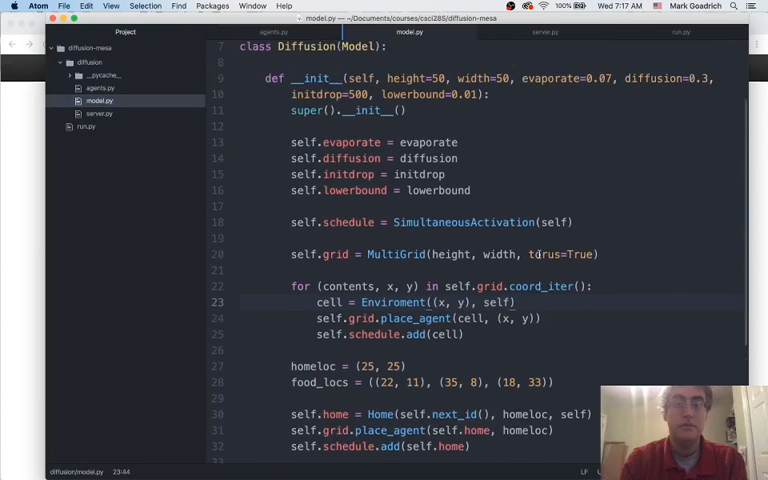 Atom File Edit View Selection Find Packages Window Help
100% Wed 7:17 AM Mark Goadrich
model.py — ~/Documents/courses/csci285/diffusion-mesa
Project agents.py model.py server.py run.py
diffusion-mesa
diffusion
__pycache__
agents.py
model.py
server.py
run.py
7 class Diffusion(Model):
8
9 def __init__(self, height=50, width=50, evaporate=0.07, diffusion=0.3,
10 initdrop=500, lowerbound=0.01):
11 super().__init__()
12
13 self.evaporate = evaporate
14 self.diffusion = diffusion
15 self.initdrop = initdrop
16 self.lowerbound = lowerbound
17
18 self.schedule = SimultaneousActivation(self)
19
20 self.grid = MultiGrid(height, width, torus=True)
21
22 for (contents, x, y) in self.grid.coord_iter():
23 cell = Enviroment((x, y), self)
24 self.grid.place_agent(cell, (x, y))
25 self.schedule.add(cell)
26
27 homeloc = (25, 25)
28 food_locs = ((22, 11), (35, 8), (18, 33))
29
30 self.home = Home(self.next_id(), homeloc, self)
31 self.grid.place_agent(self.home, homeloc)
32 self.schedule.add(self.home)
diffusion/model.py 23:44 LF